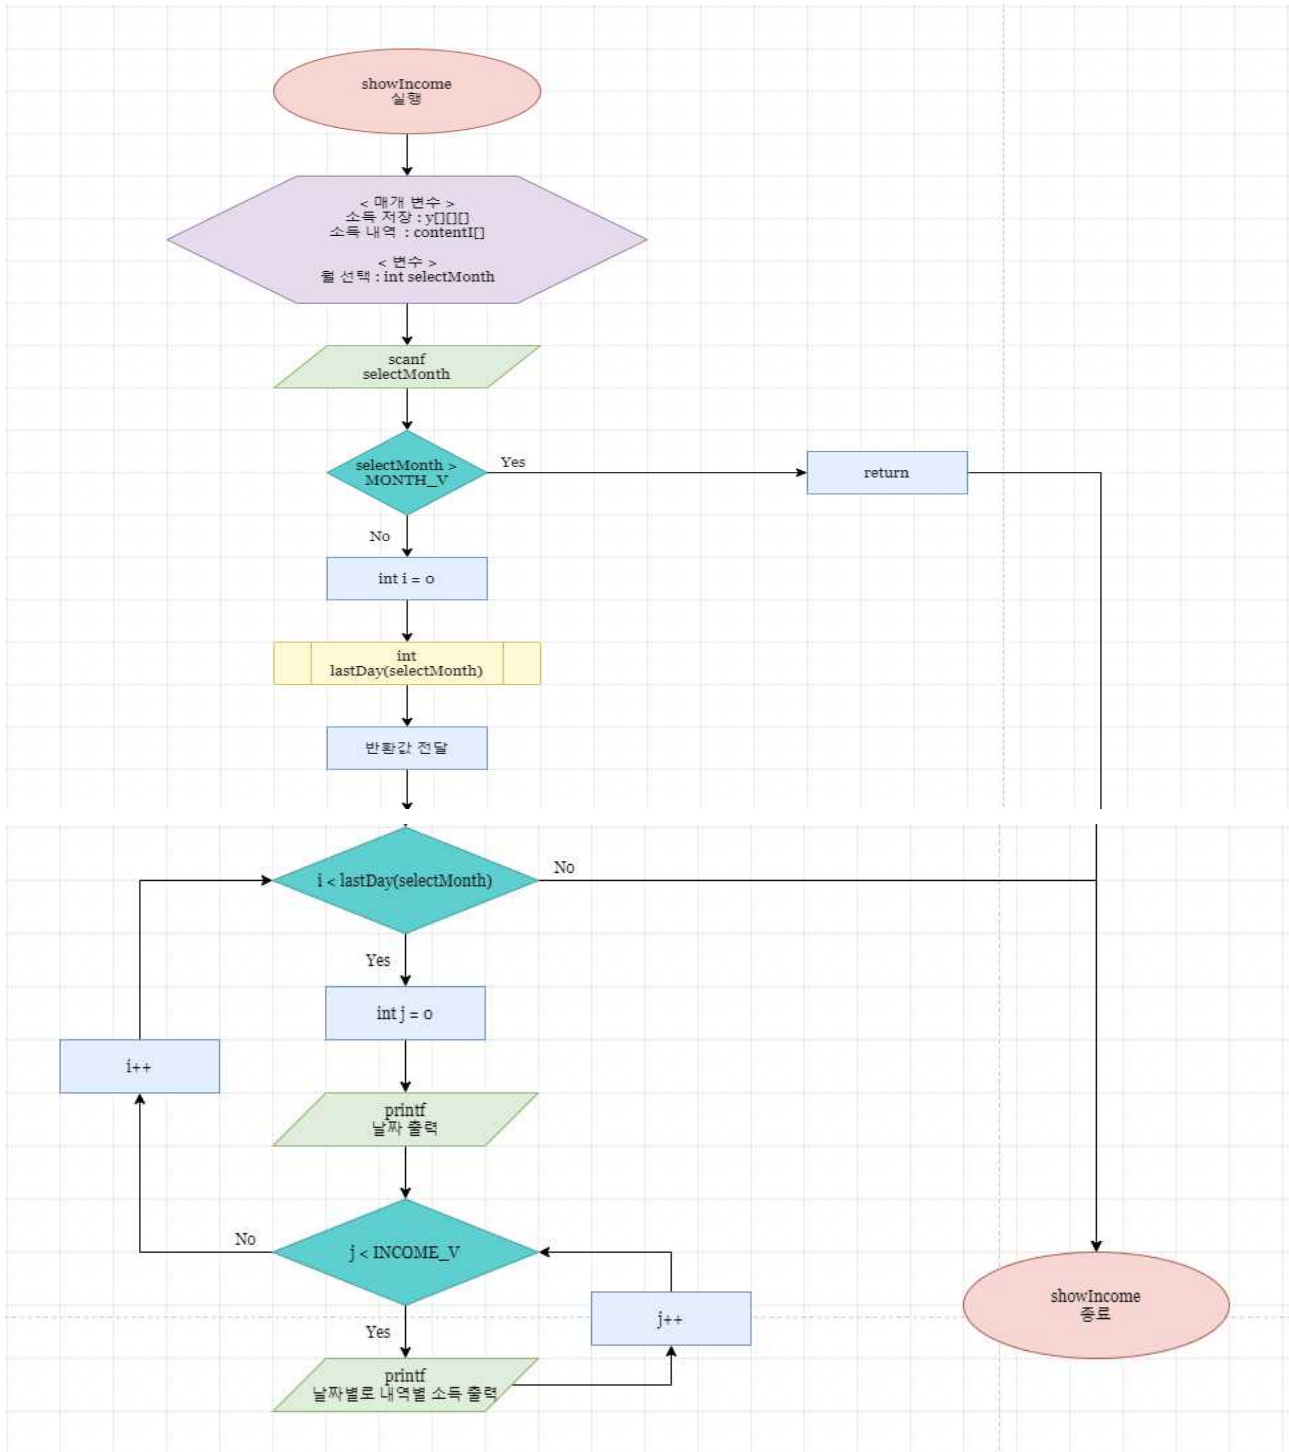 showIncome
실행
< 매개 변수 >
소득 저장 : y[][][]
소득 내역 : contentI[]
< 변수 >
월 선택 : int selectMonth
scanf
selectMonth
selectMonth >
MONTH_V
Yes
return
No
int i = 0
int
lastDay(selectMonth)
반환값 전달
i < lastDay(selectMonth)
No
Yes
int j = 0
i++
printf
날짜 출력
No
j < INCOME_V
showIncome
종료
j++
Yes
printf
날짜별로 내역별 소득 출력